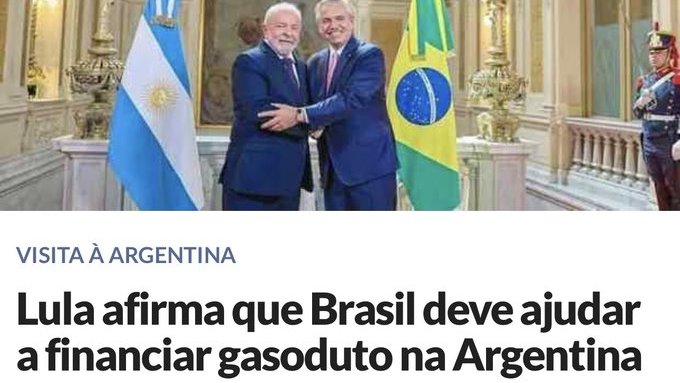 VISITA À ARGENTINA
Lula afirma que Brasil deve ajudar
a financiar gasoduto na Argentina